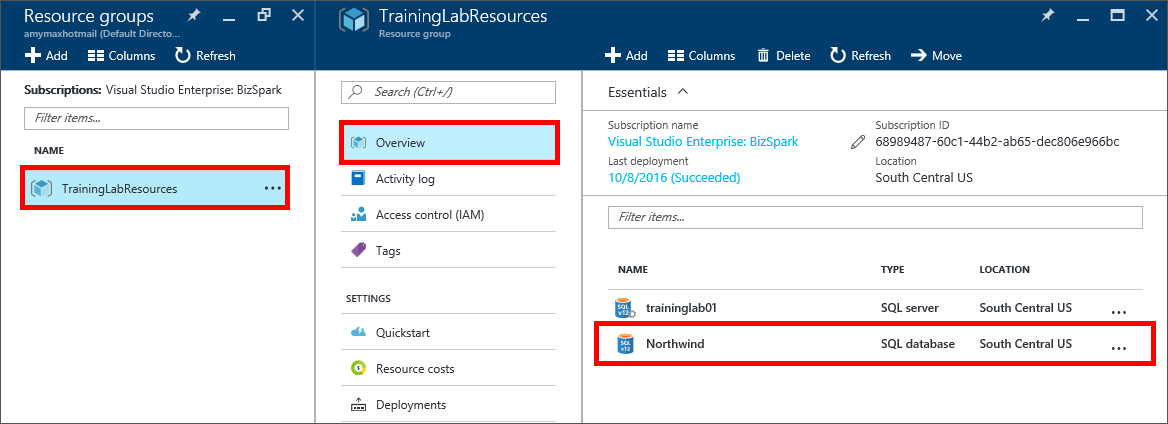 Resource groups
amymaxhotmail (Default Directo...
Add Columns Refresh
Subscriptions: Visual Studio Enterprise: BizSpark
Filter items...
NAME
TrainingLabResources ...
TrainingLabResources
Resource group
Search (Ctrl+/)
Overview
Activity log
Access control (IAM)
Tags
SETTINGS
Quickstart
Resource costs
Deployments
Add Columns Delete Refresh Move
Essentials
Subscription name
Visual Studio Enterprise: BizSpark
Last deployment
10/8/2016 (Succeeded)
Subscription ID
68989487-60c1-44b2-ab65-dec806e966bc
Location
South Central US
Filter items...
NAME TYPE LOCATION
SQL v12 traininglab01 SQL server South Central US ...
SQL v12 Northwind SQL database South Central US ...